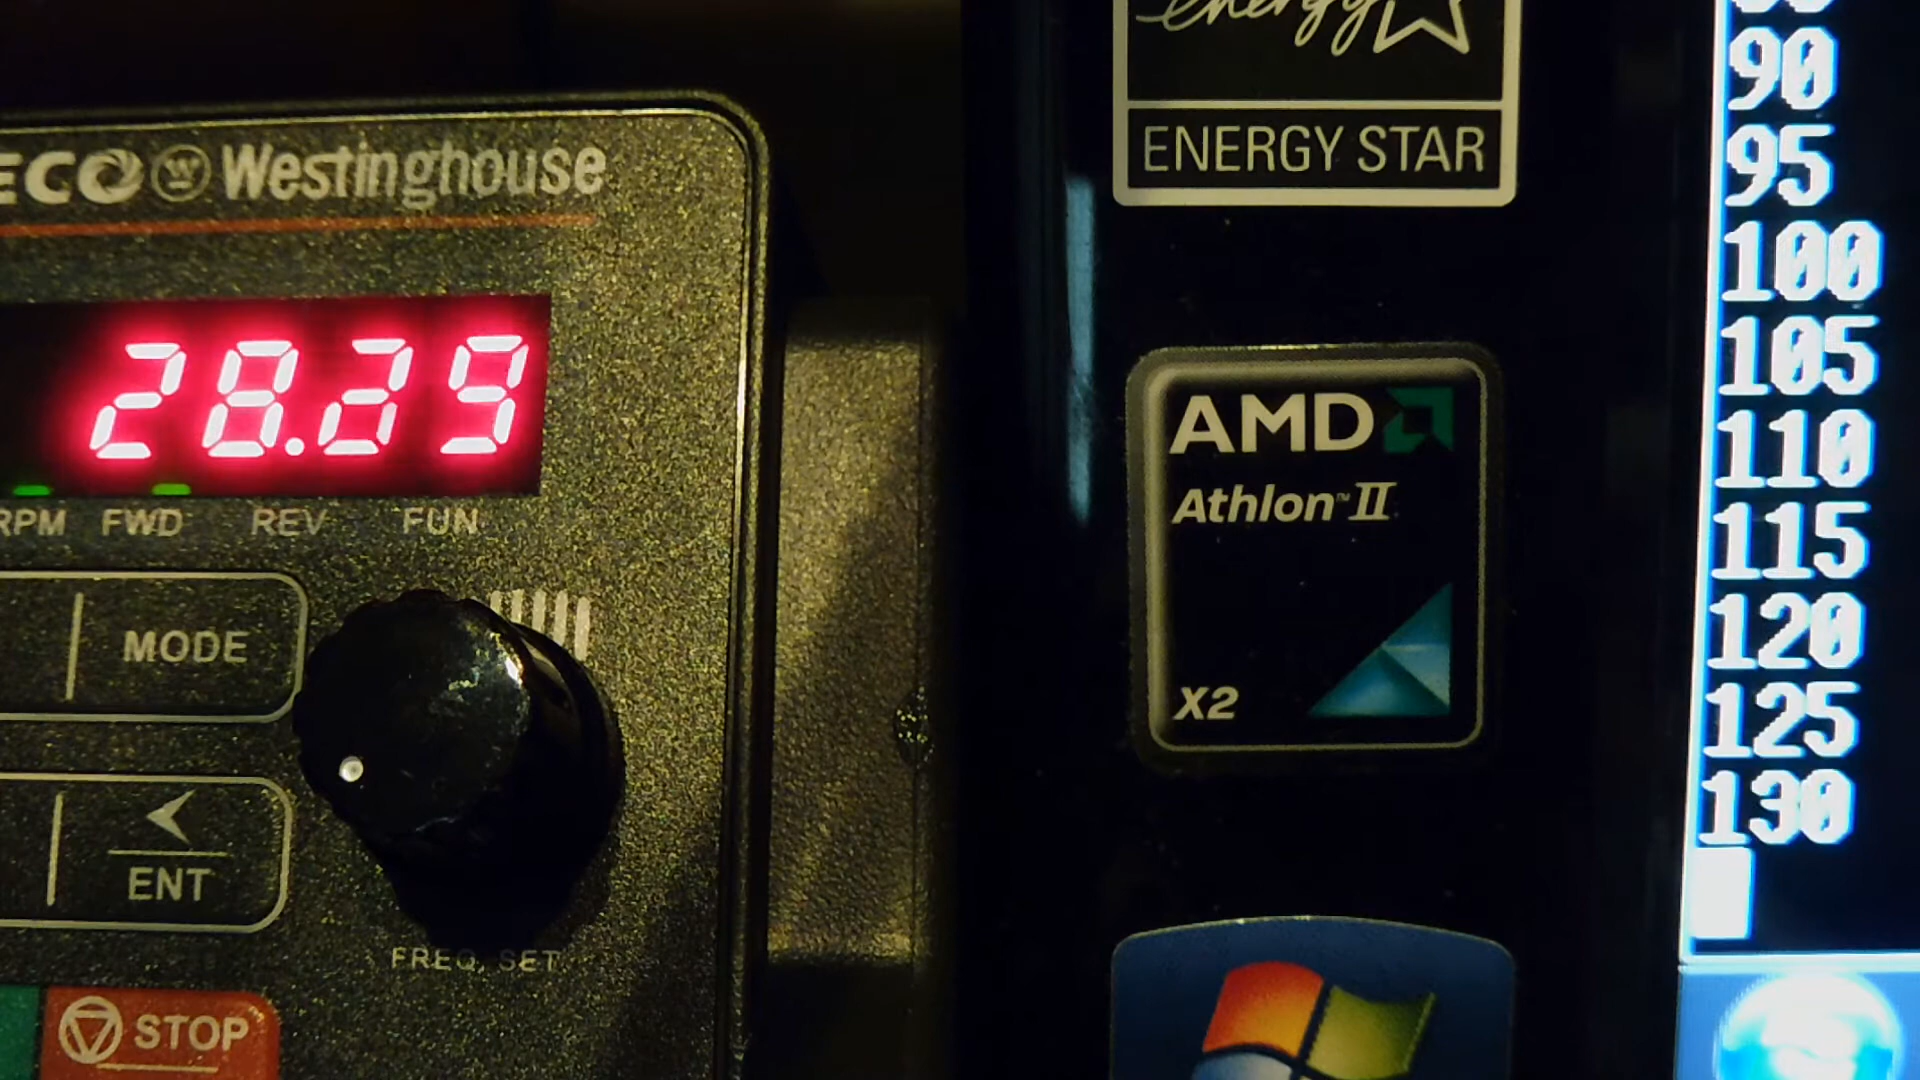 ECO Westinghouse
28.29
RPM FWD REV FUN
MODE
ENT
FREQ. SET
STOP
energy
ENERGY STAR
AMD
Athlon™ II
X2
90
95
100
105
110
115
120
125
130